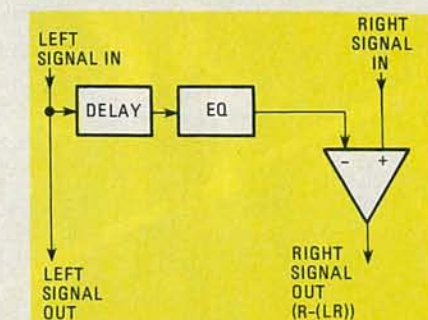 LEFT
SIGNAL IN
RIGHT
SIGNAL
IN
DELAY
EQ
- +
LEFT
SIGNAL
OUT
RIGHT
SIGNAL
OUT
(R-(LR))